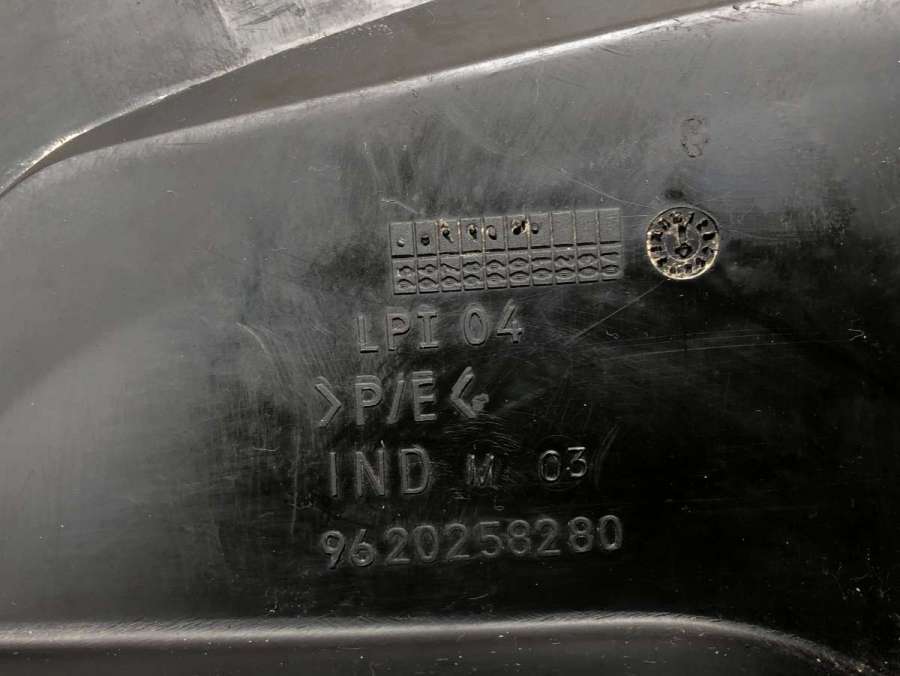 LPI 04
>P/E<
IND M 03
9620258280